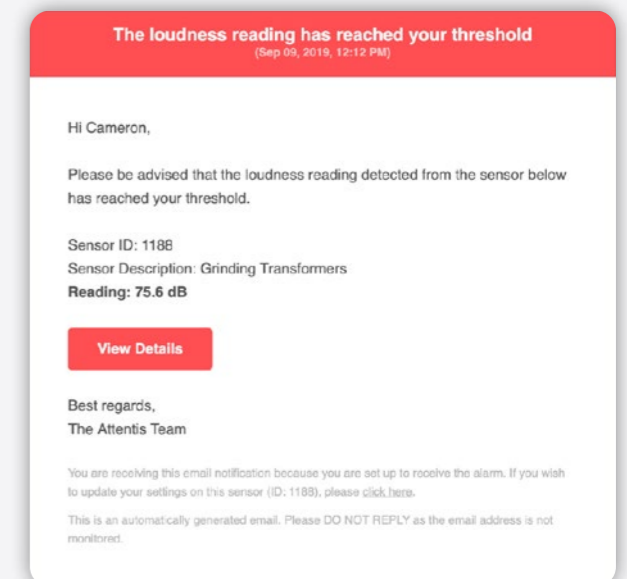 The loudness reading has reached your threshold
(Sep 09, 2019, 12:12 PM)
Hi Cameron,
Please be advised that the loudness reading detected from the sensor below
has reached your threshold.
Sensor ID: 1188
Sensor Description: Grinding Transformers
Reading: 75.6 dB
View Details
Best regards,
The Attentis Team
You are receiving this email notification because you are set up to receive the alarm. If you wish
to update your settings on this sensor (ID: 1188), please click here.
This is an automatically generated email. Please DO NOT REPLY as the email address is not
monitored.